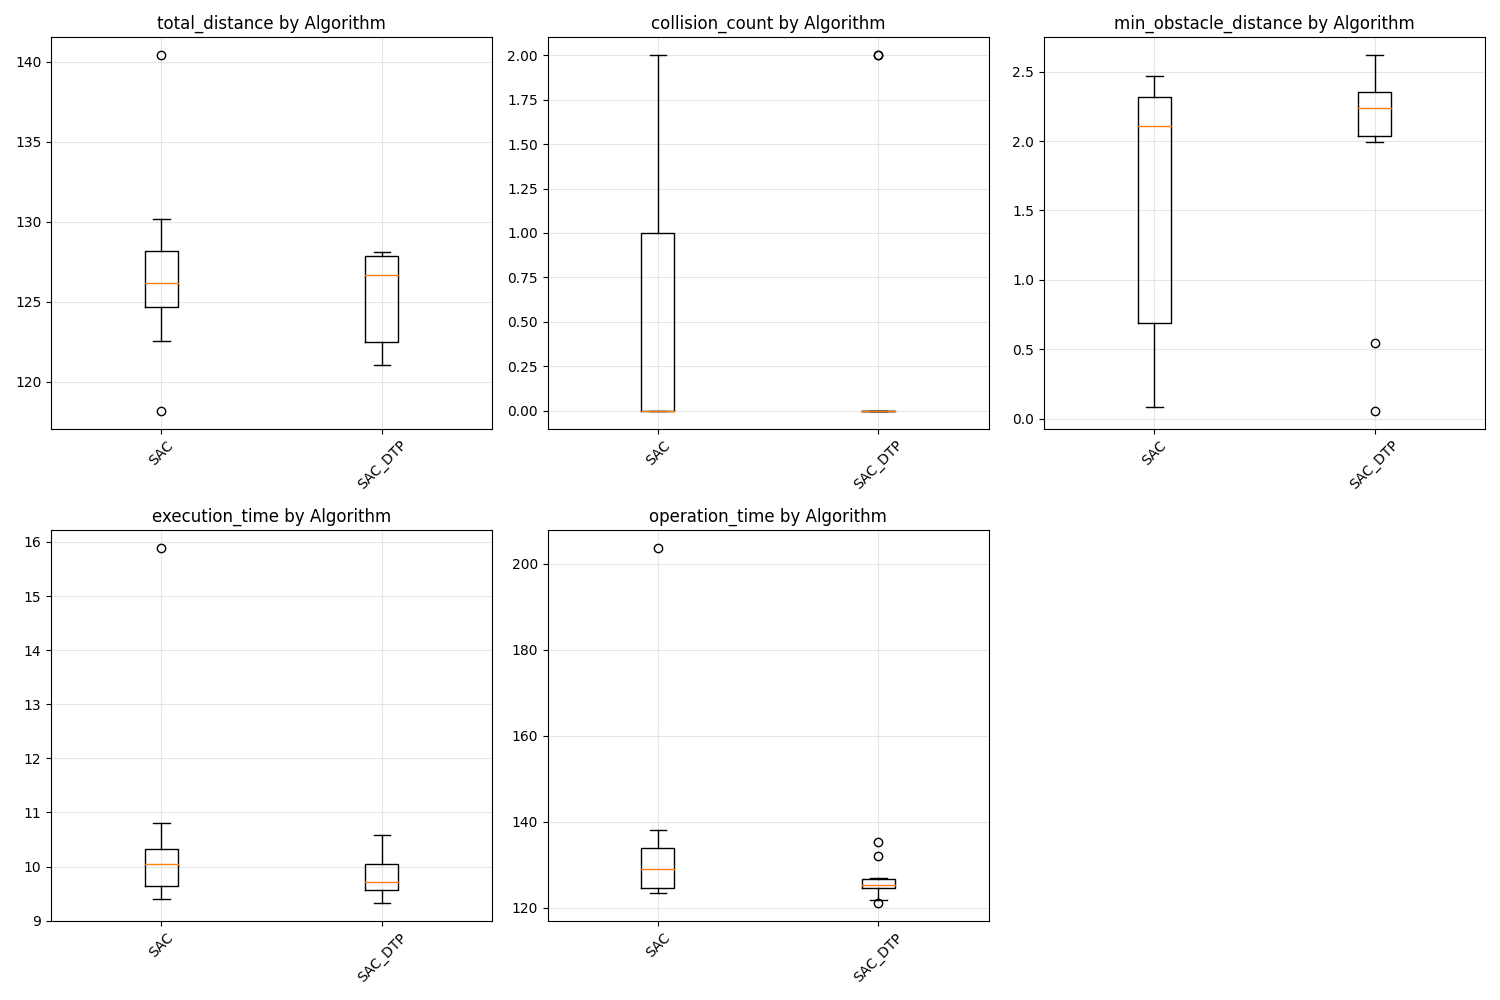 total_distance by Algorithm
140
135
130
125
120
SAC
SAC_DTP
collision_count by Algorithm
2.00
1.75
1.50
1.25
1.00
0.75
0.50
0.25
0.00
SAC
SAC_DTP
min_obstacle_distance by Algorithm
2.5
2.0
1.5
1.0
0.5
0.0
SAC
SAC_DTP
execution_time by Algorithm
16
15
14
13
12
11
10
9
SAC
SAC_DTP
operation_time by Algorithm
200
180
160
140
120
SAC
SAC_DTP